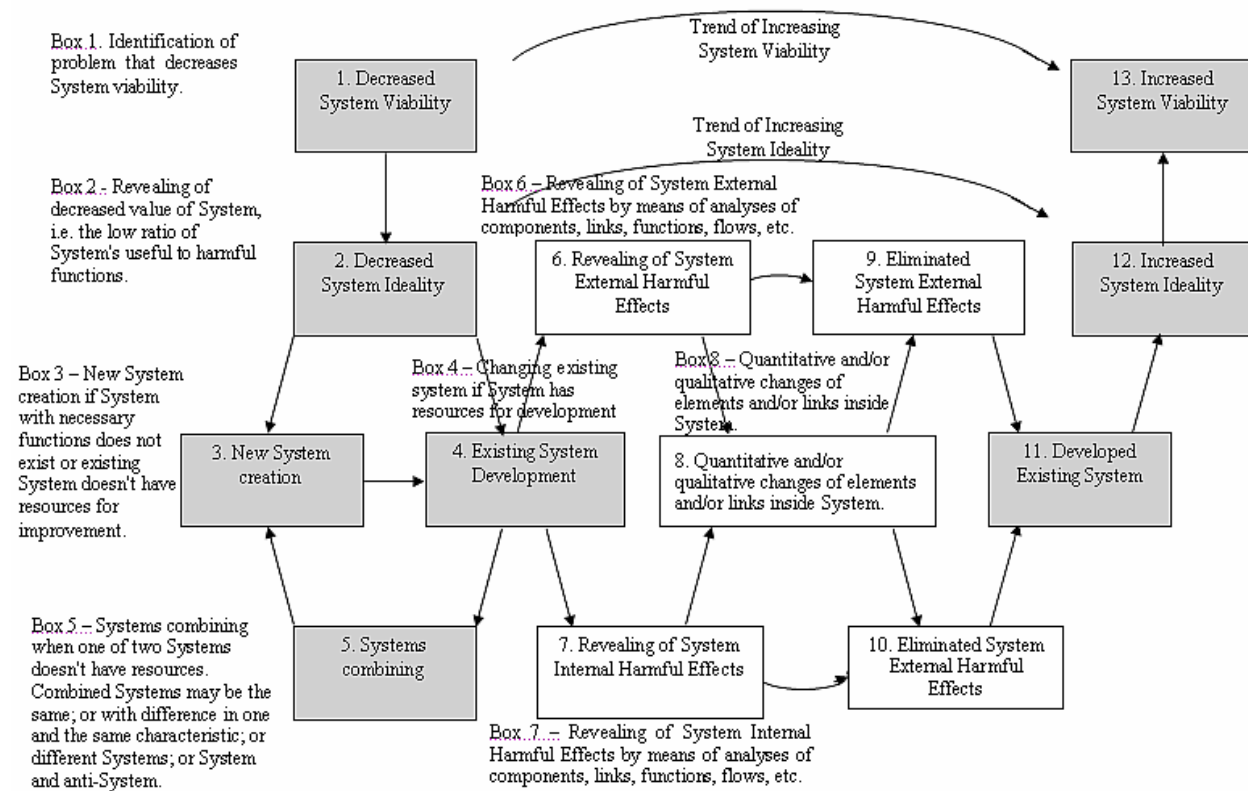 Box 1. Identification of
problem that decreases
System viability.
1. Decreased
System Viability
Trend of Increasing
System Viability
13. Increased
System Viability
Trend of Increasing
System Ideality
Box 2 - Revealing of
decreased value of System,
i.e. the low ratio of
System's useful to harmful
functions.
2. Decreased
System Ideality
Box 6 – Revealing of System External
Harmful Effects by means of analyses of
components, links, functions, flows, etc.
6. Revealing of System
External Harmful
Effects
9. Eliminated
System External
Harmful Effects
12. Increased
System Ideality
Box 3 – New System
creation if System
with necessary
functions does not
exist or existing
System doesn't have
resources for
improvement.
3. New System
creation
Box 4 – Changing existing
system if System has
resources for development
4. Existing System
Development
Box 8 – Quantitative and/or
qualitative changes of
elements and/or links inside
System.
8. Quantitative and/or
qualitative changes of elements
and/or links inside System.
11. Developed
Existing System
Box 5 – Systems combining
when one of two Systems
doesn't have resources.
Combined Systems may be the
same; or with difference in one
and the same characteristic; or
different Systems; or System
and anti-System.
5. Systems
combining
7. Revealing of System
Internal Harmful Effects
10. Eliminated System
External Harmful
Effects
Box 7 – Revealing of System Internal
Harmful Effects by means of analyses of
components, links, functions, flows, etc.